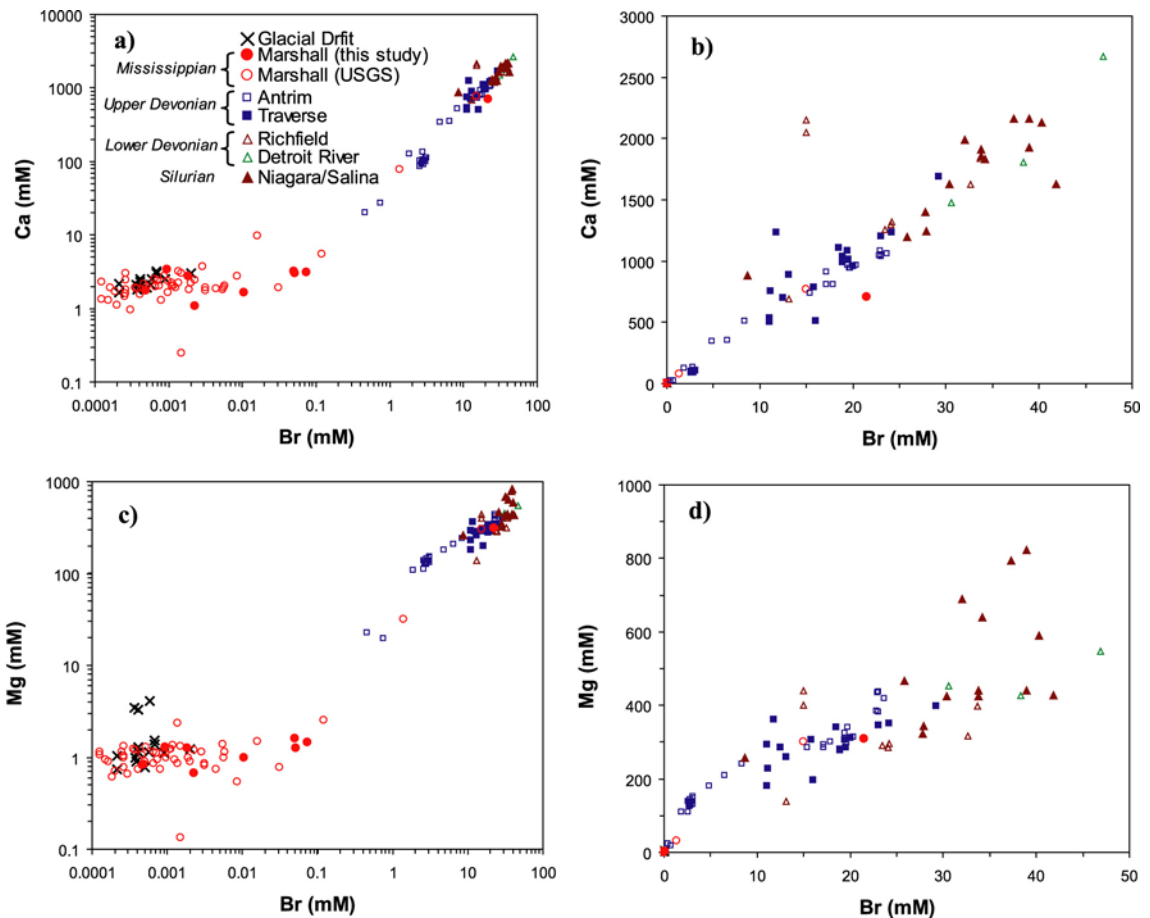 a)
Glacial Drfit
Mississippian
Marshall (this study)
Marshall (USGS)
Upper Devonian
Antrim
Traverse
Lower Devonian
Richfield
Detroit River
Silurian
Niagara/Salina
Ca (mM)
10000
1000
100
10
1
0.1
0.0001 0.001 0.01 0.1 1 10 100
Br (mM)
b)
Ca (mM)
3000
2500
2000
1500
1000
500
0
0 10 20 30 40 50
Br (mM)
c)
Mg (mM)
1000
100
10
1
0.1
0.0001 0.001 0.01 0.1 1 10 100
Br (mM)
d)
Mg (mM)
1000
800
600
400
200
0
0 10 20 30 40 50
Br (mM)